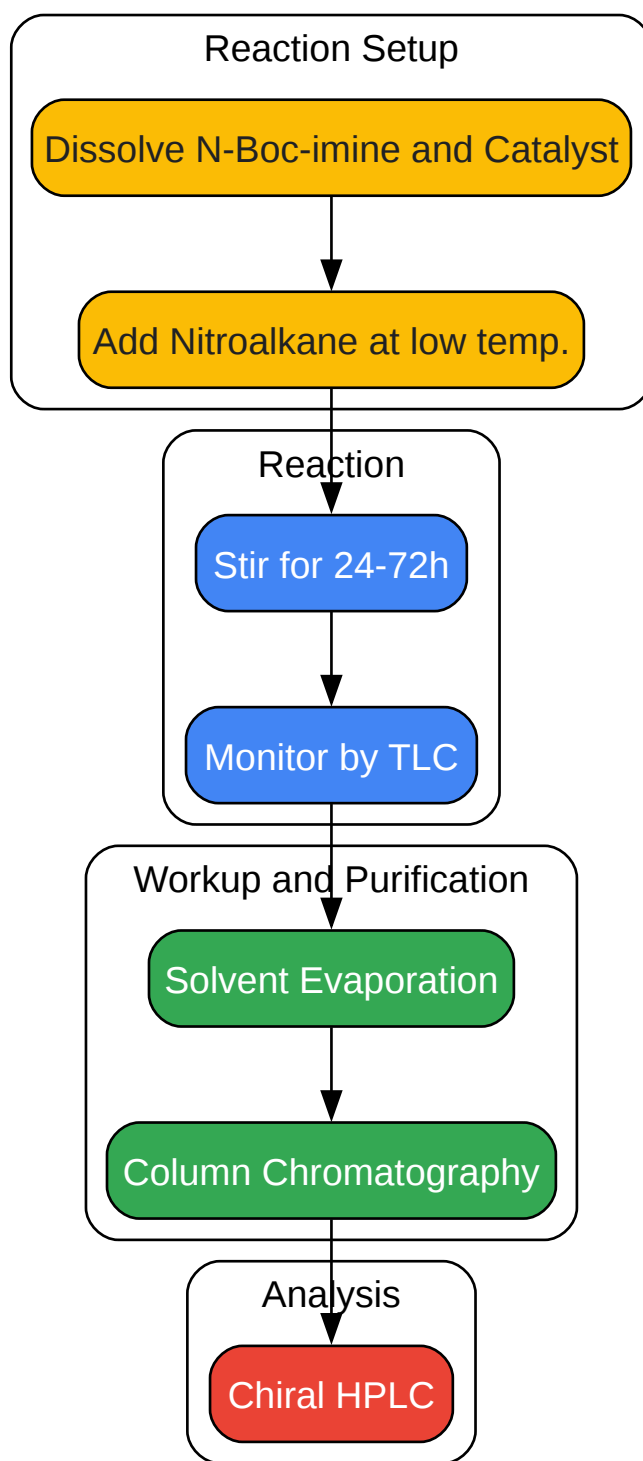 Reaction Setup
Dissolve N-Boc-imine and Catalyst
Add Nitroalkane at low temp.
Reaction
Stir for 24-72h
Monitor by TLC
Workup and Purification
Solvent Evaporation
Column Chromatography
Analysis
Chiral HPLC